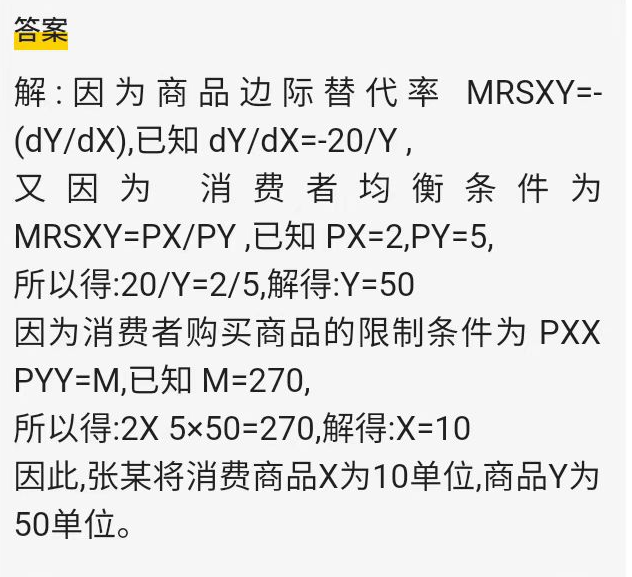 答案
解:因为商品边际替代率 MRSXY=-
(dY/dX),已知 dY/dX=-20/Y ,
又因为 消费者均衡条件为
MRSXY=PX/PY ,已知 PX=2,PY=5,
所以得:20/Y=2/5,解得:Y=50
因为消费者购买商品的限制条件为 PXX
PYY=M,已知 M=270,
所以得:2X 5×50=270,解得:X=10
因此,张某将消费商品X为10单位,商品Y为
50单位。